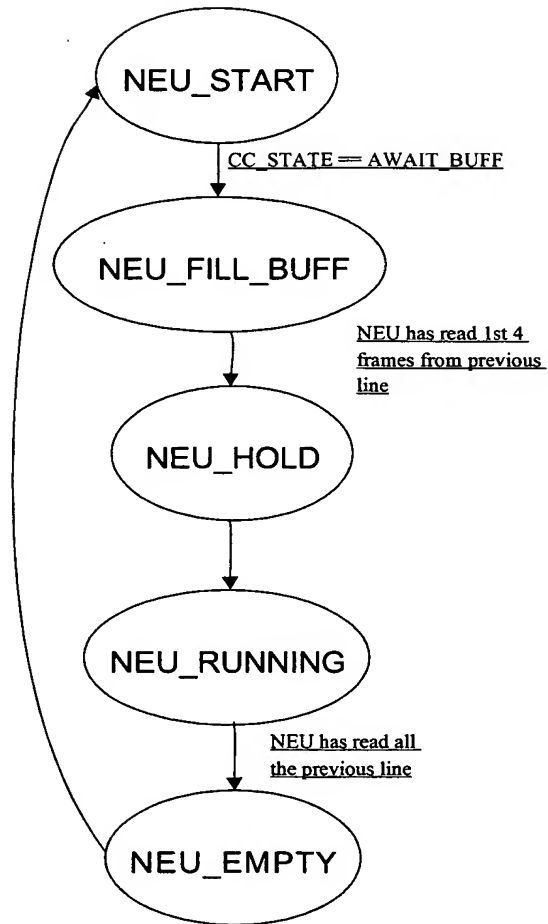 NEU_START
CC_STATE == AWAIT_BUFF
NEU_FILL_BUFF
NEU has read 1st 4
frames from previous
line
NEU_HOLD
NEU_RUNNING
NEU has read all
the previous line
NEU_EMPTY